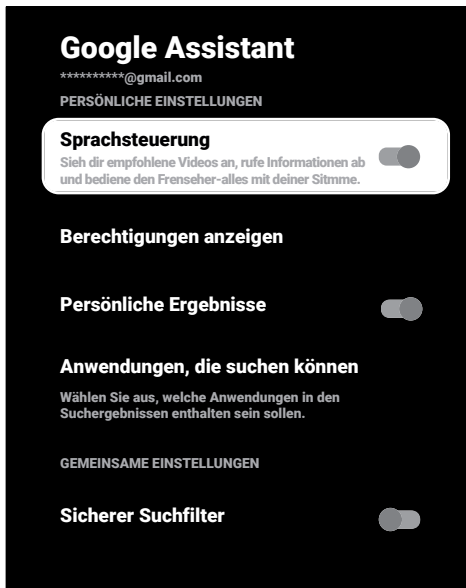 Google Assistant
**********@gmail.com
PERSÖNLICHE EINSTELLUNGEN
Sprachsteuerung
Sieh dir empfohlene Videos an, rufe Informationen ab
und bediene den Frenseher-alles mit deiner Sitmme.
Berechtigungen anzeigen
Persönliche Ergebnisse
Anwendungen, die suchen können
Wählen Sie aus, welche Anwendungen in den
Suchergebnissen enthalten sein sollen.
GEMEINSAME EINSTELLUNGEN
Sicherer Suchfilter